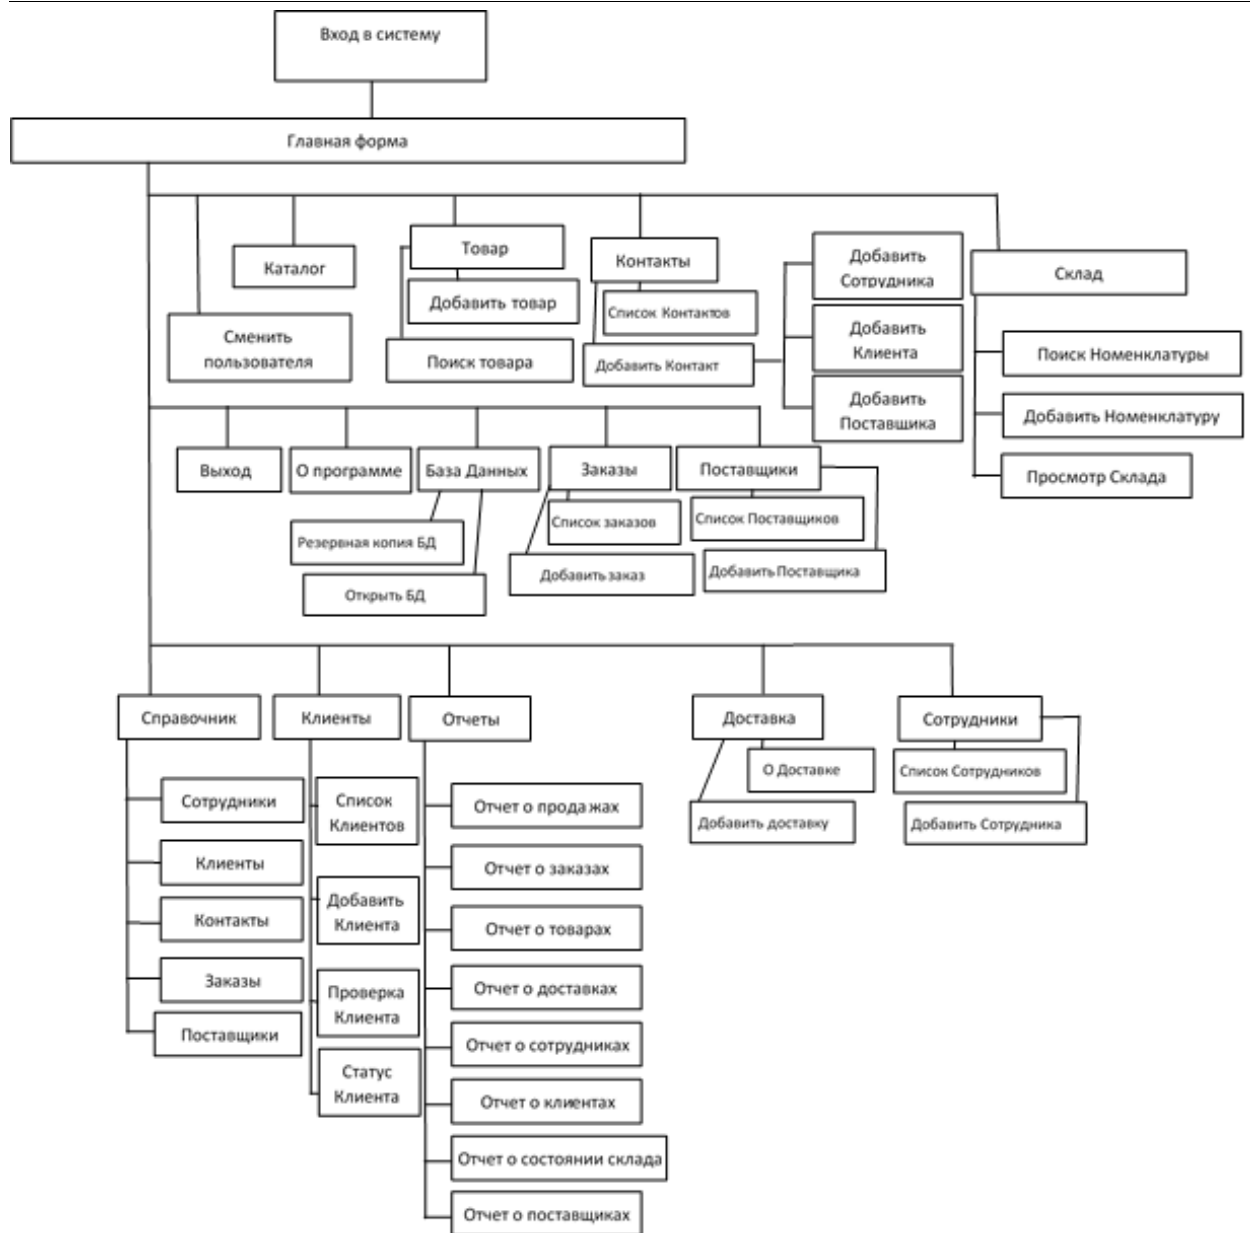 Вход в систему
Главная форма
Товар
Контакты
Добавить
Сотрудника
Склад
Каталог
Добавить товар
Список Контактов
Сменить
пользователя
Поиск товара
Добавить Контакт
Добавить
Клиента
Поиск Номенклатуры
Добавить
Поставщика
Добавить Номенклатуру
Выход
О программе
База Данных
Заказы
Поставщики
Просмотр Склада
Резервная копия БД
Список заказов
Список Поставщиков
Открыть БД
Добавить заказ
Добавить Поставщика
Справочник
Клиенты
Отчеты
Доставка
Сотрудники
О Доставке
Список Сотрудников
Добавить доставку
Добавить Сотрудника
Сотрудники
Клиенты
Контакты
Заказы
Поставщики
Список
Клиентов
Добавить
Клиента
Проверка
Клиента
Статус
Клиента
Отчет о продажах
Отчет о заказах
Отчет о товарах
Отчет о доставках
Отчет о сотрудниках
Отчет о клиентах
Отчет о состоянии склада
Отчет о поставщиках